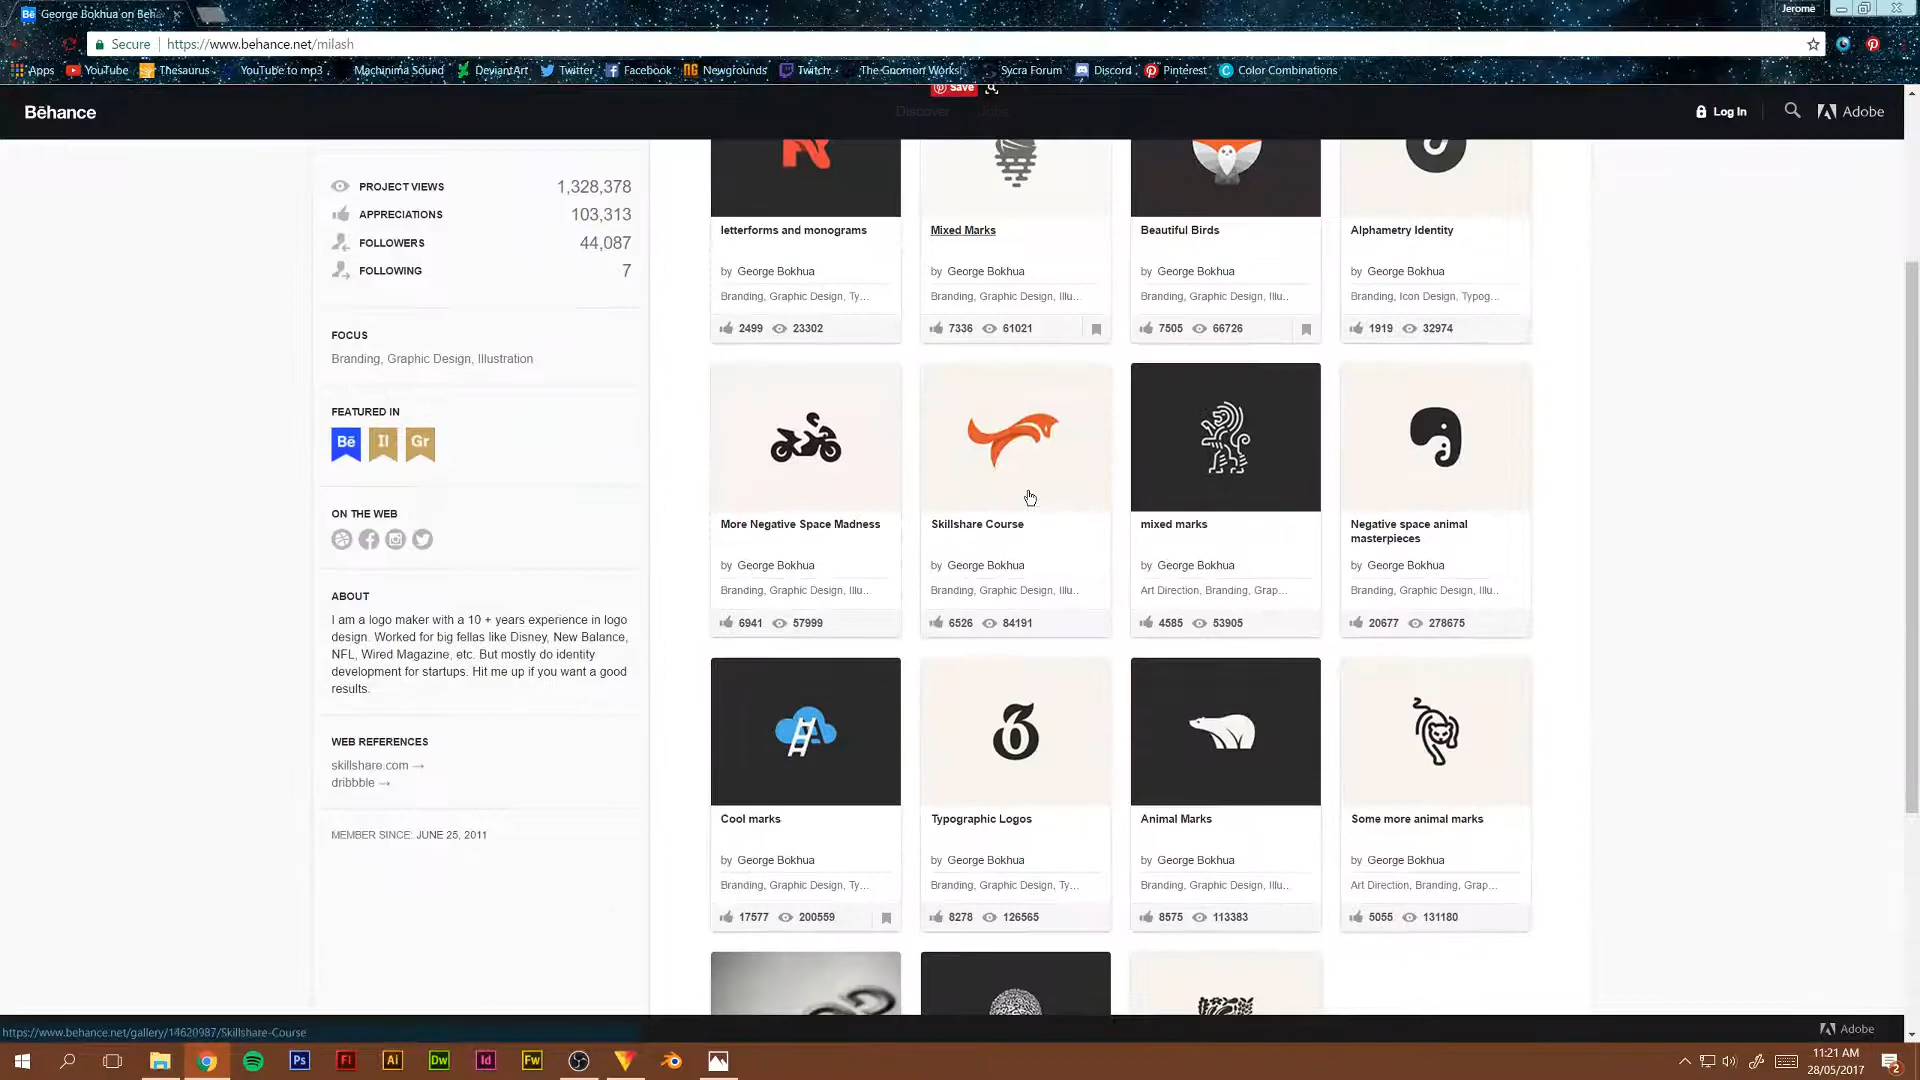 George Bokhua on Beh
Jerome
Secure
https://www.behance.net/milash
Apps
YouTube
Thesaurus
YouTube to mp3
Machinima Sound
DeviantArt
Twitter
Facebook
Newgrounds
Twitch -
The Gnomon Works
Sycra Forum
Discord
Pinterest
Color Combinations
Save
Bēhance
Discover
Jobs
Log In
Adobe
PROJECT VIEWS 1,328,378
APPRECIATIONS 103,313
FOLLOWERS 44,087
FOLLOWING 7
FOCUS
Branding, Graphic Design, Illustration
FEATURED IN
Bē Il Gr
ON THE WEB
ABOUT
I am a logo maker with a 10 + years experience in logo
design. Worked for big fellas like Disney, New Balance,
NFL, Wired Magazine, etc. But mostly do identity
development for startups. Hit me up if you want a good
results.
WEB REFERENCES
skillshare.com →
dribbble →
MEMBER SINCE: JUNE 25, 2011
letterforms and monograms
by George Bokhua
Branding, Graphic Design, Ty...
2499 23302
Mixed Marks
by George Bokhua
Branding, Graphic Design, Illu...
7336 61021
Beautiful Birds
by George Bokhua
Branding, Graphic Design, Illu..
7505 66726
Alphametry Identity
by George Bokhua
Branding, Icon Design, Typog...
1919 32974
More Negative Space Madness
by George Bokhua
Branding, Graphic Design, Illu..
6941 57999
Skillshare Course
by George Bokhua
Branding, Graphic Design, Illu..
6526 84191
mixed marks
by George Bokhua
Art Direction, Branding, Grap...
4585 53905
Negative space animal
masterpieces
by George Bokhua
Branding, Graphic Design, Illu..
20677 278675
Cool marks
by George Bokhua
Branding, Graphic Design, Ty...
17577 200559
Typographic Logos
by George Bokhua
Branding, Graphic Design, Ty...
8278 126565
Animal Marks
by George Bokhua
Branding, Graphic Design, Illu...
8575 113383
Some more animal marks
by George Bokhua
Art Direction, Branding, Grap...
5055 131180
https://www.behance.net/gallery/14620987/Skillshare-Course
Adobe
Ps
Fl
Ai
Dw
Id
Fw
11:21 AM
28/05/2017
2